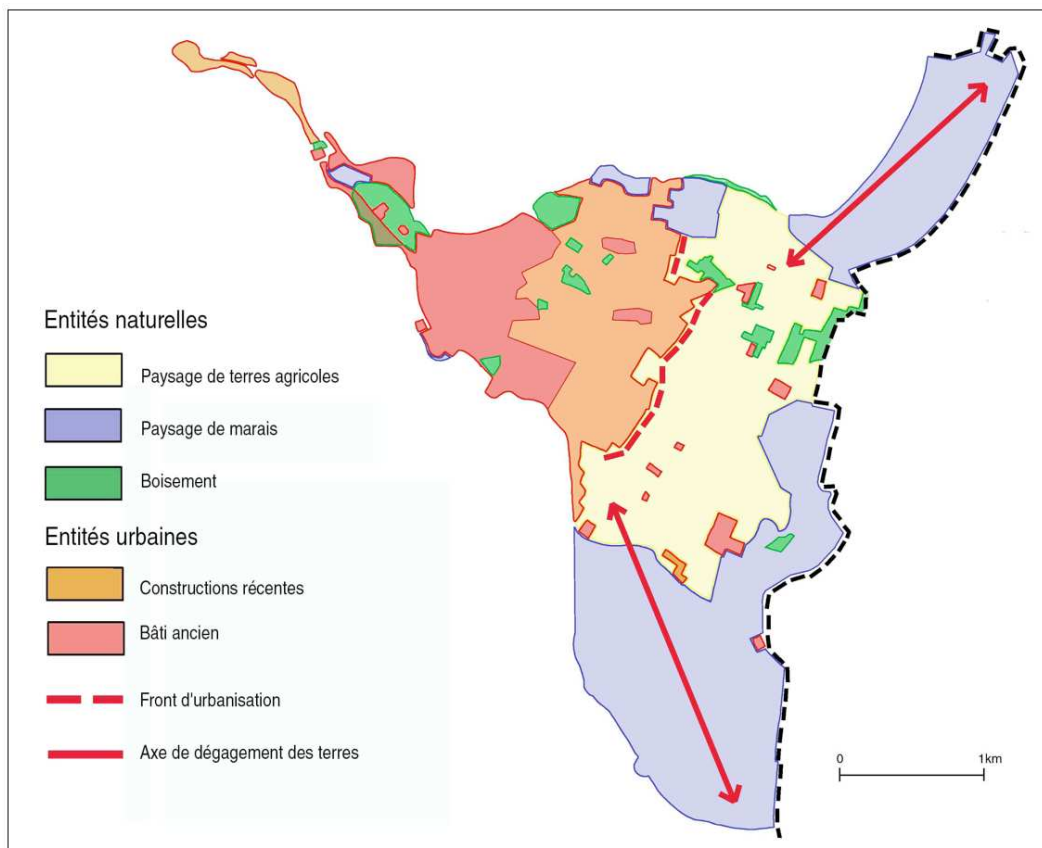 Entités naturelles
Paysage de terres agricoles
Paysage de marais
Boisement
Entités urbaines
Constructions récentes
Bâti ancien
Front d'urbanisation
Axe de dégagement des terres
0 1km